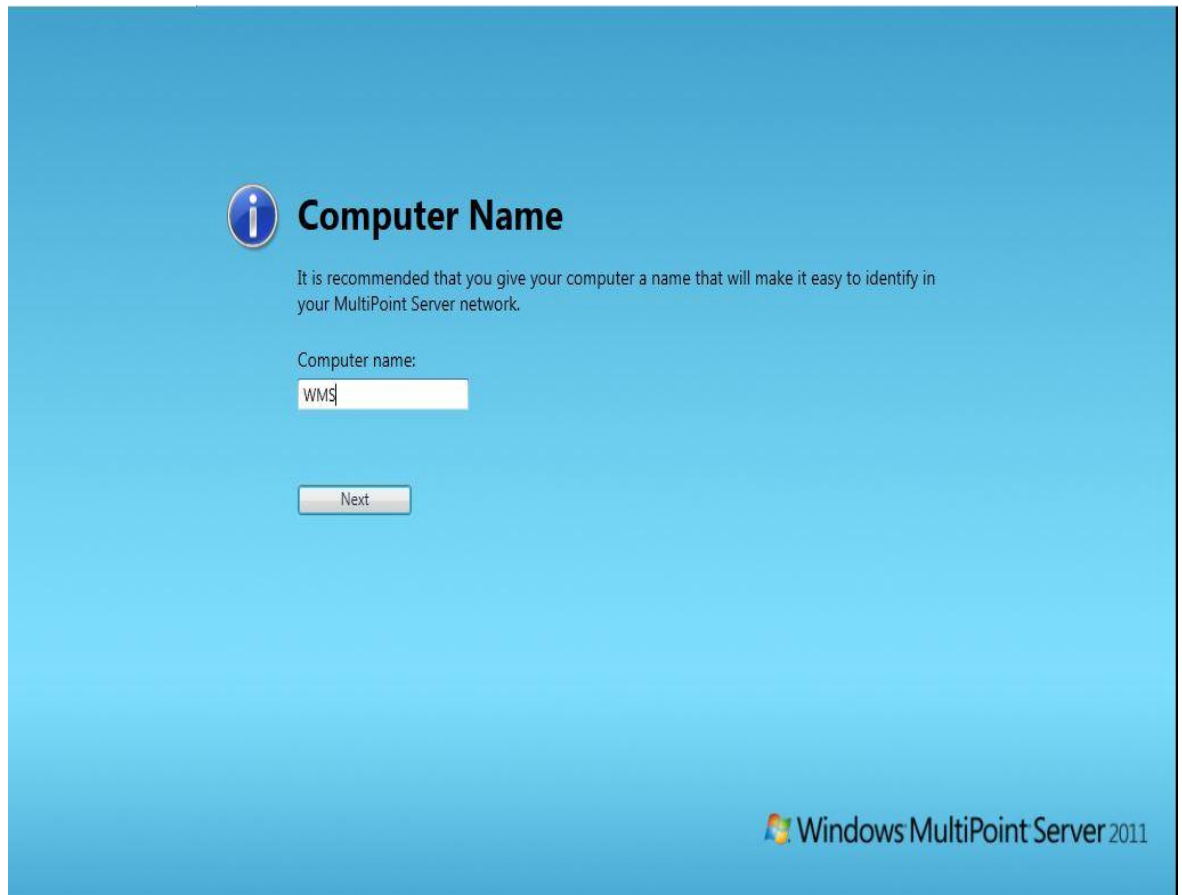 Computer Name
It is recommended that you give your computer a name that will make it easy to identify in
your MultiPoint Server network.
Computer name:
WMS
Next
Windows MultiPoint Server 2011